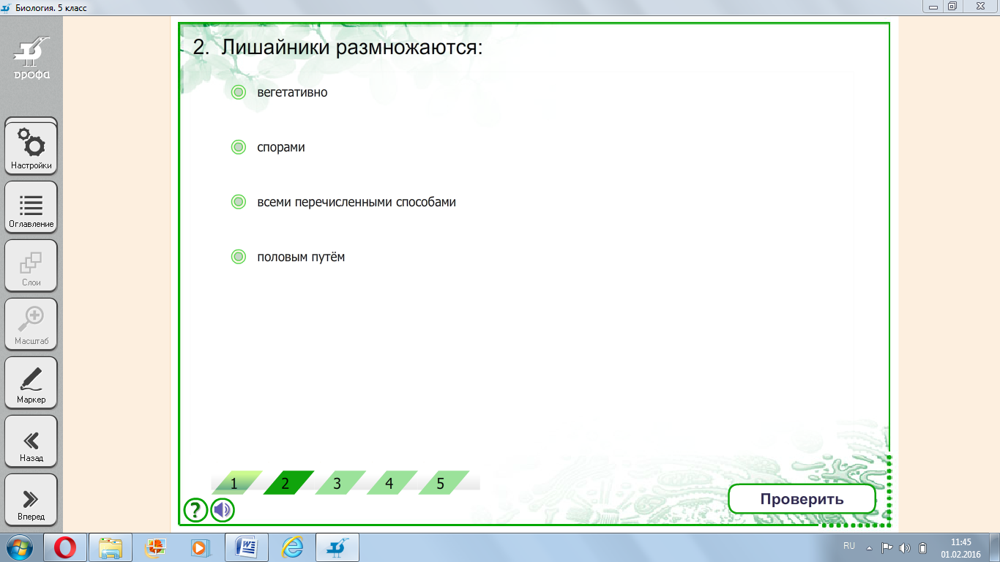 Биология. 5 класс
дрофа
Настройки
Оглавление
Слои
Масштаб
Маркер
Назад
Вперед
2. Лишайники размножаются:
вегетативно
спорами
всеми перечисленными способами
половым путём
1 2 3 4 5
?
Проверить
RU
11:45
01.02.2016